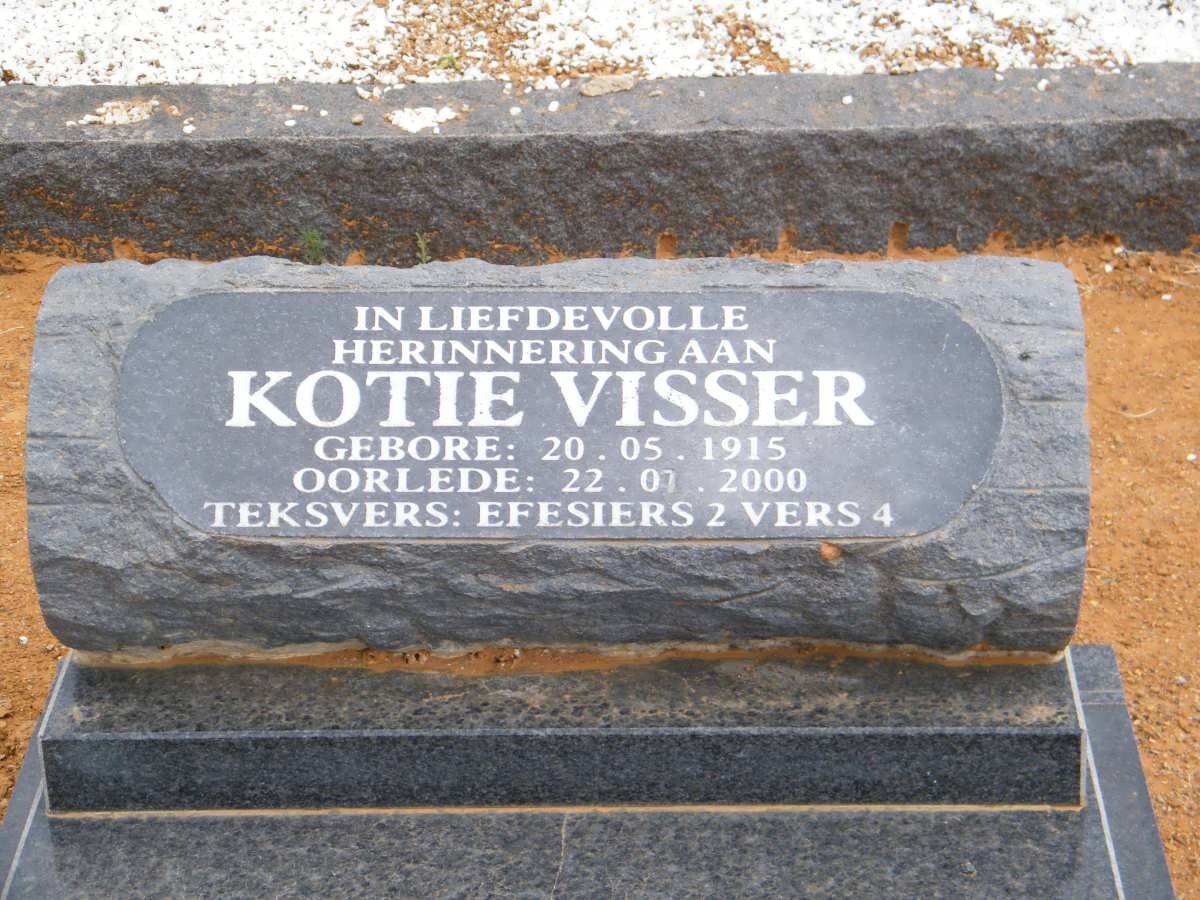 IN LIEFDEVOLLE
HERINNERING AAN
KOTIE VISSER
GEBORE: 20 . 05 . 1915
OORLEDE: 22 . 07 . 2000
TEKSVERS: EFESIERS 2 VERS 4